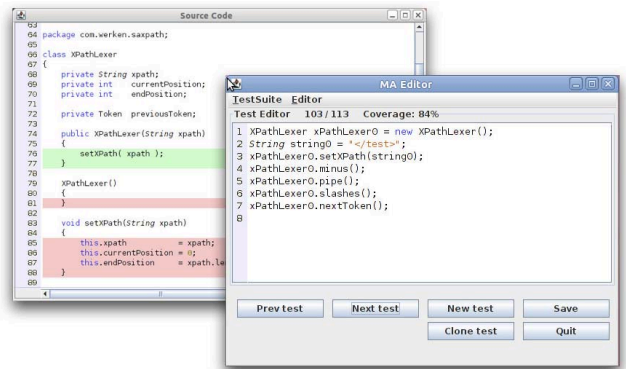 Source Code
63
64 package com.werken.saxpath;
65
66 class XPathLexer
67 {
68 private String xpath;
69 private int currentPosition;
70 private int endPosition;
71
72 private Token previousToken;
73
74 public XPathLexer(String xpath)
75 {
76 setXPath( xpath );
77 }
78
79 XPathLexer()
80 {
81 }
82
83 void setXPath(String xpath)
84 {
85 this.xpath = xpath;
86 this.currentPosition = 0;
87 this.endPosition = xpath.le
88 }
89
MA Editor
TestSuite Editor
Test Editor 103 / 113 Coverage: 84%
1 XPathLexer xPathLexer0 = new XPathLexer();
2 String string0 = "</test>";
3 xPathLexer0.setXPath(string0);
4 xPathLexer0.minus();
5 xPathLexer0.pipe();
6 xPathLexer0.slashes();
7 xPathLexer0.nextToken();
8
Prev test Next test New test Save
Clone test Quit